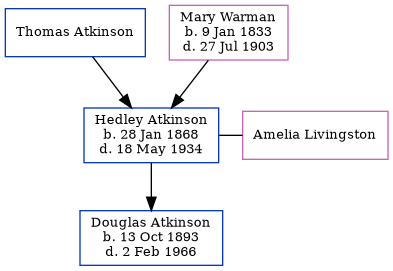 Thomas Atkinson
Mary Warman
b. 9 Jan 1833
d. 27 Jul 1903
Hedley Atkinson
b. 28 Jan 1868
d. 18 May 1934
Amelia Livingston
Douglas Atkinson
b. 13 Oct 1893
d. 2 Feb 1966